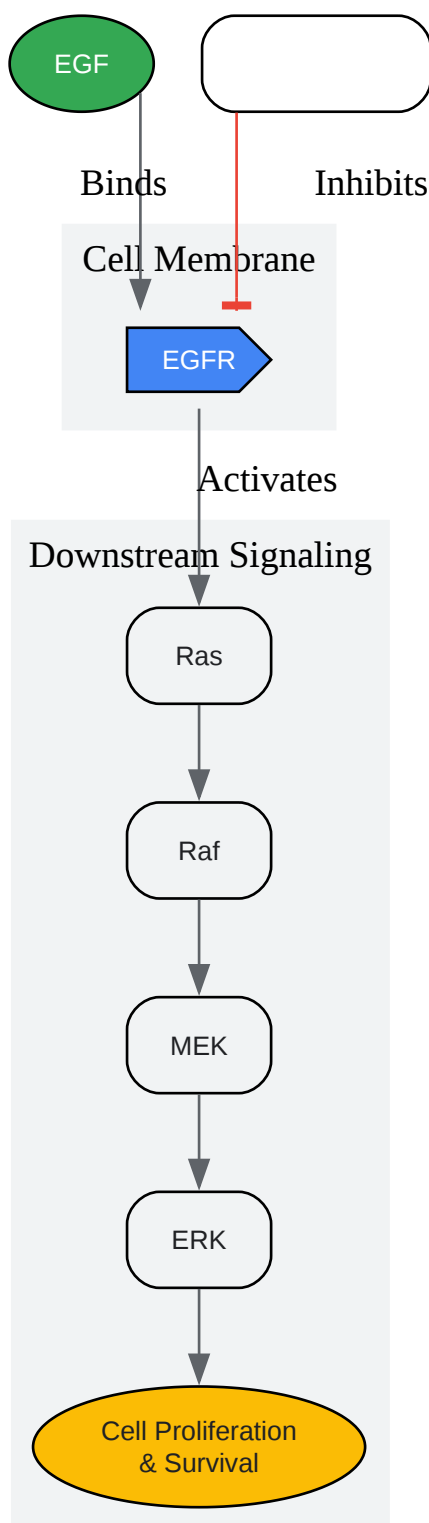 EGF
Binds
Inhibits
Cell Membrane
EGFR
Activates
Downstream Signaling
Ras
Raf
MEK
ERK
Cell Proliferation
& Survival